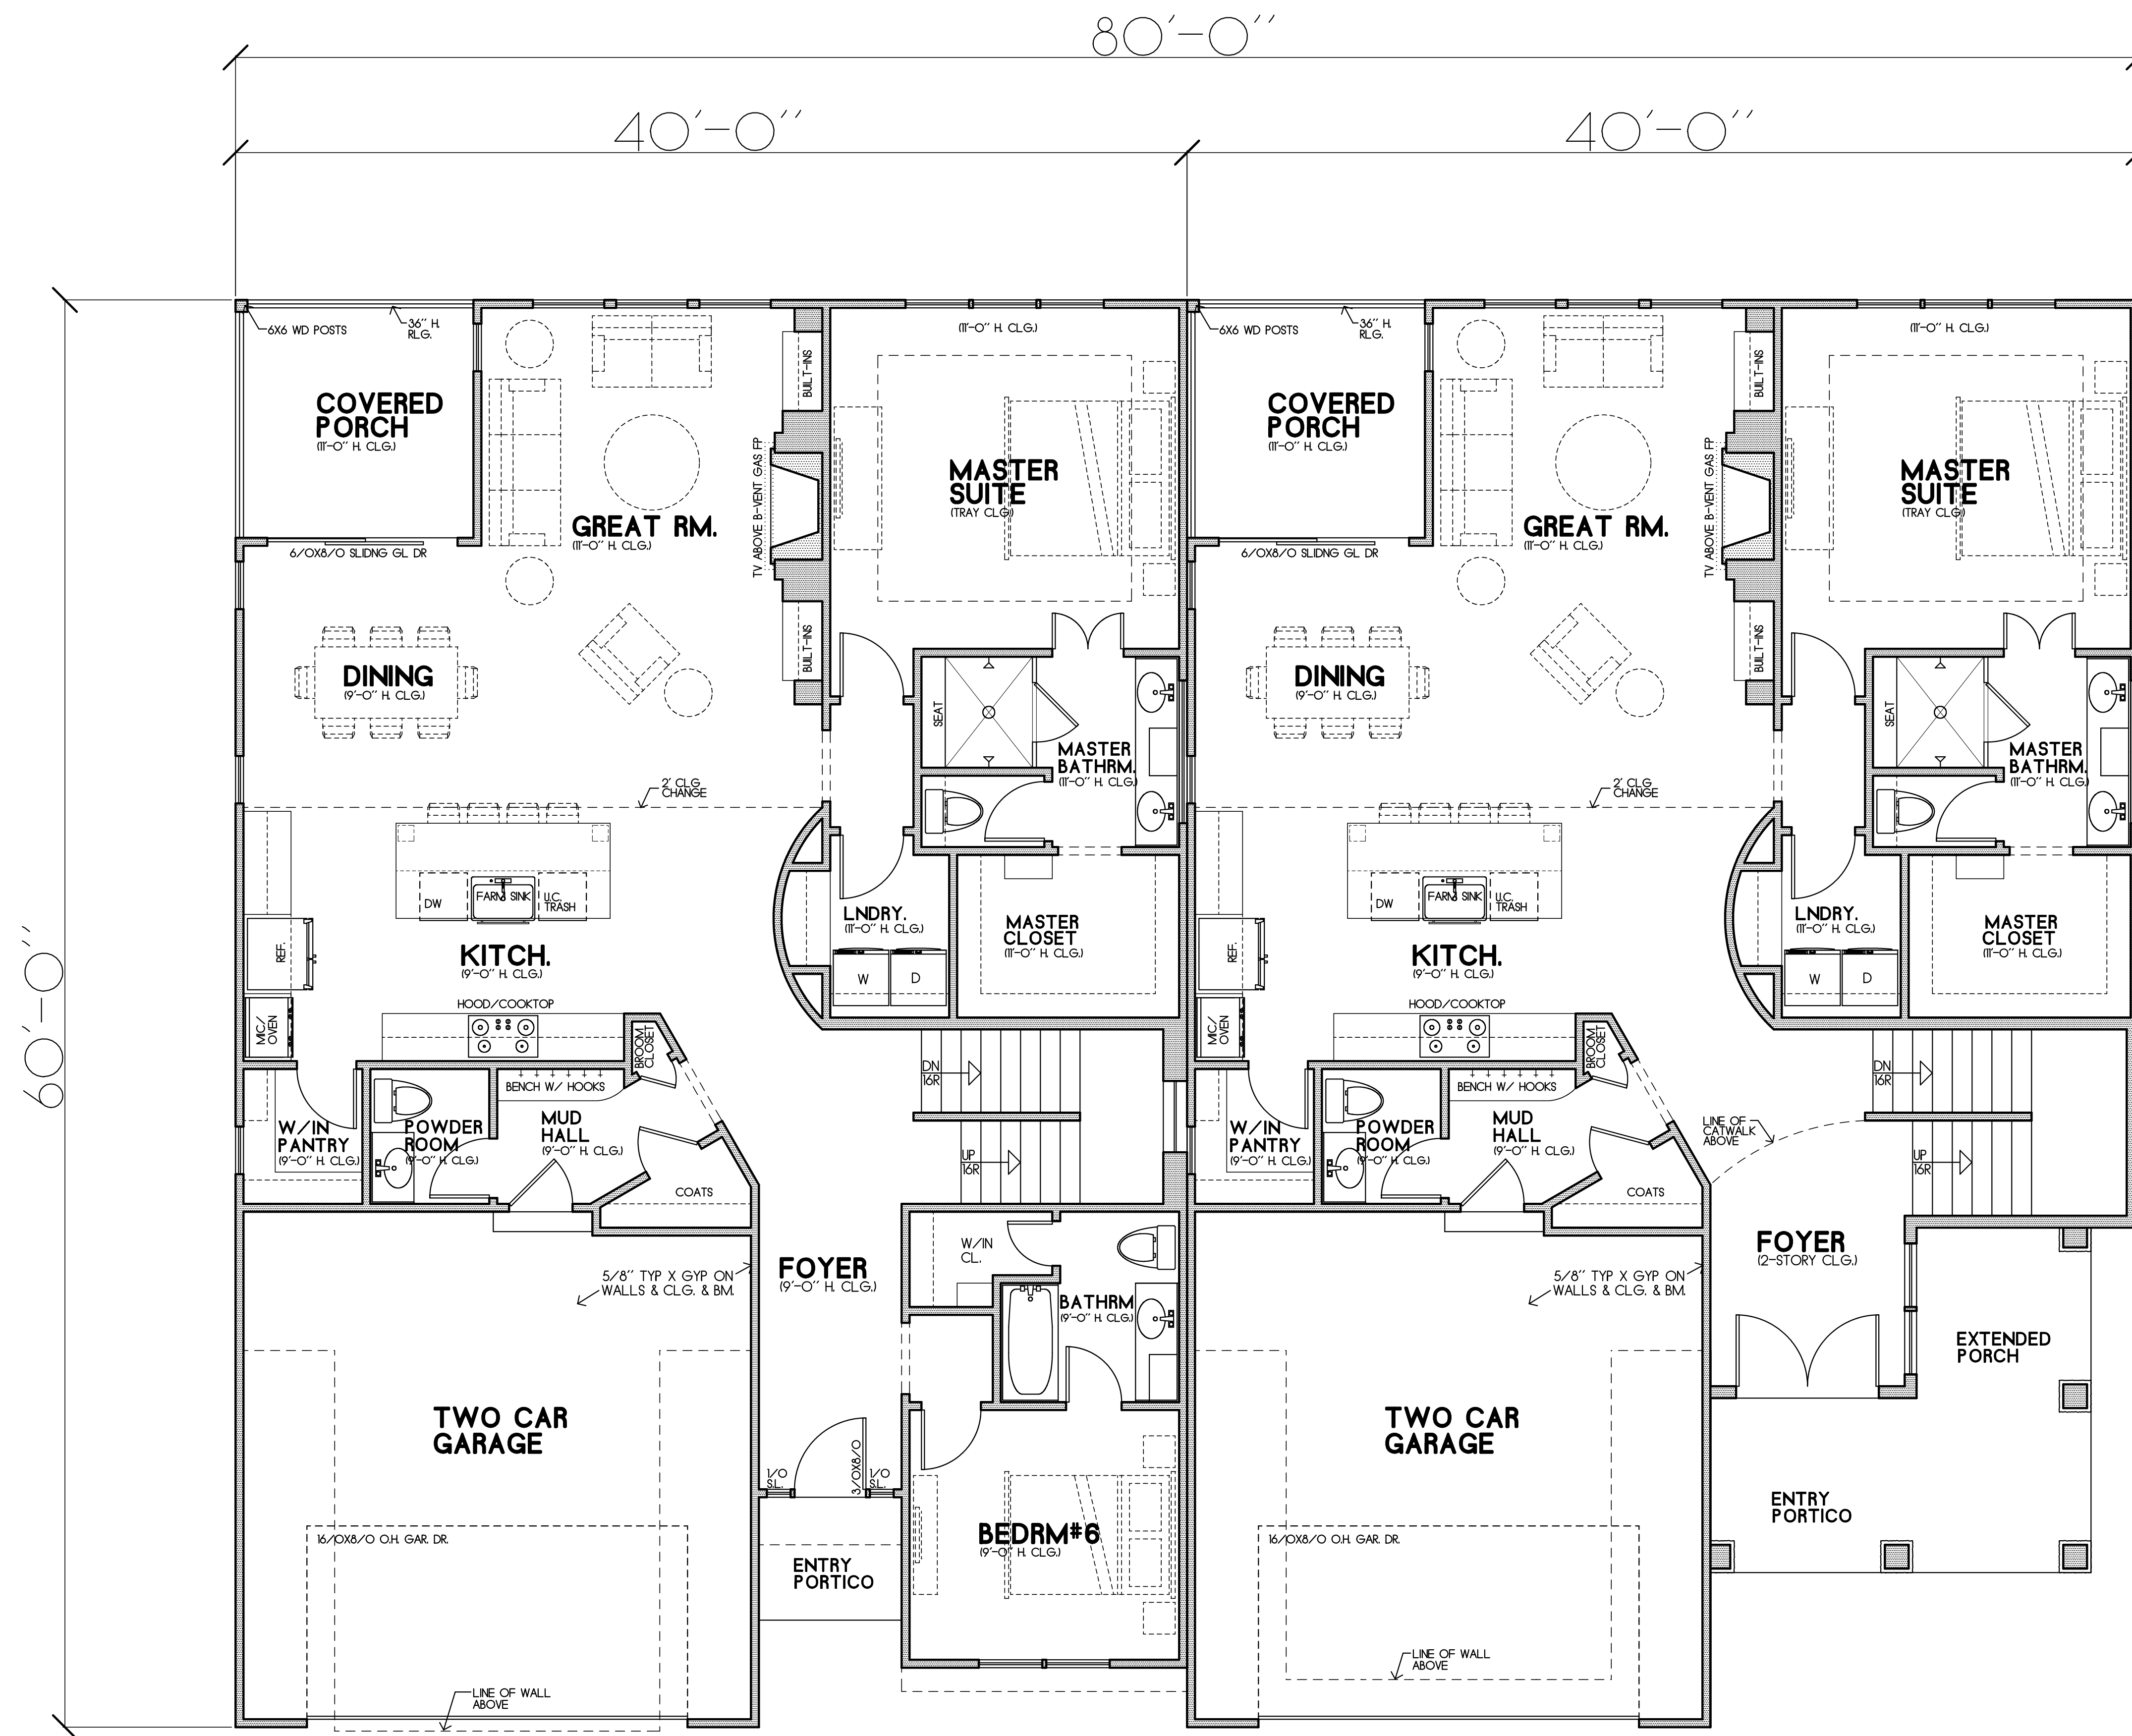 80'-0"
40'-0"
40'-0"
60'-0"
6X6 WD POSTS
36" H.
RLG.
COVERED
PORCH
(11'-0" H. CLG.)
6/0X8/0 SLIDNG GL DR
GREAT RM.
(11'-0" H. CLG.)
BUILT-INS
TV ABOVE B-VENT GAS FP
BUILT-INS
(11'-0" H. CLG.)
MASTER
SUITE
(TRAY CLG)
DINING
(9'-0" H. CLG.)
2' CLG
CHANGE
SEAT
MASTER
BATHRM.
(11'-0" H. CLG.)
DW
FARM SINK
U.C.
TRASH
REF.
KITCH.
(9'-0" H. CLG.)
MIC/
OVEN
HOOD/COOKTOP
LNDRY.
(11'-0" H. CLG.)
W
D
MASTER
CLOSET
(11'-0" H. CLG.)
BROOM
CLOSET
BENCH W/ HOOKS
W/IN
PANTRY
(9'-0" H. CLG.)
POWDER
ROOM
(9'-0" H. CLG.)
MUD
HALL
(9'-0" H. CLG.)
COATS
DN
16R
UP
16R
5/8" TYP X GYP ON
WALLS & CLG. & BM.
FOYER
(9'-0" H. CLG.)
W/IN
CL.
BATHRM
(9'-0" H. CLG.)
TWO CAR
GARAGE
16/0X8/0 O.H. GAR. DR.
LINE OF WALL
ABOVE
1/0
S.L.
3/0X8/0
1/0
S.L.
ENTRY
PORTICO
BEDRM#6
(9'-0" H. CLG.)
6X6 WD POSTS
36" H.
RLG.
COVERED
PORCH
(11'-0" H. CLG.)
6/0X8/0 SLIDNG GL DR
GREAT RM.
(11'-0" H. CLG.)
BUILT-INS
TV ABOVE B-VENT GAS FP
BUILT-INS
(11'-0" H. CLG.)
MASTER
SUITE
(TRAY CLG)
DINING
(9'-0" H. CLG.)
2' CLG
CHANGE
SEAT
MASTER
BATHRM.
(11'-0" H. CLG.)
DW
FARM SINK
U.C.
TRASH
REF.
KITCH.
(9'-0" H. CLG.)
MIC/
OVEN
HOOD/COOKTOP
LNDRY.
(11'-0" H. CLG.)
W
D
MASTER
CLOSET
(11'-0" H. CLG.)
BROOM
CLOSET
BENCH W/ HOOKS
W/IN
PANTRY
(9'-0" H. CLG.)
POWDER
ROOM
(9'-0" H. CLG.)
MUD
HALL
(9'-0" H. CLG.)
COATS
LINE OF
CATWALK
ABOVE
DN
16R
UP
16R
5/8" TYP X GYP ON
WALLS & CLG. & BM.
FOYER
(2-STORY CLG.)
EXTENDED
PORCH
TWO CAR
GARAGE
16/0X8/0 O.H. GAR. DR.
LINE OF WALL
ABOVE
ENTRY
PORTICO